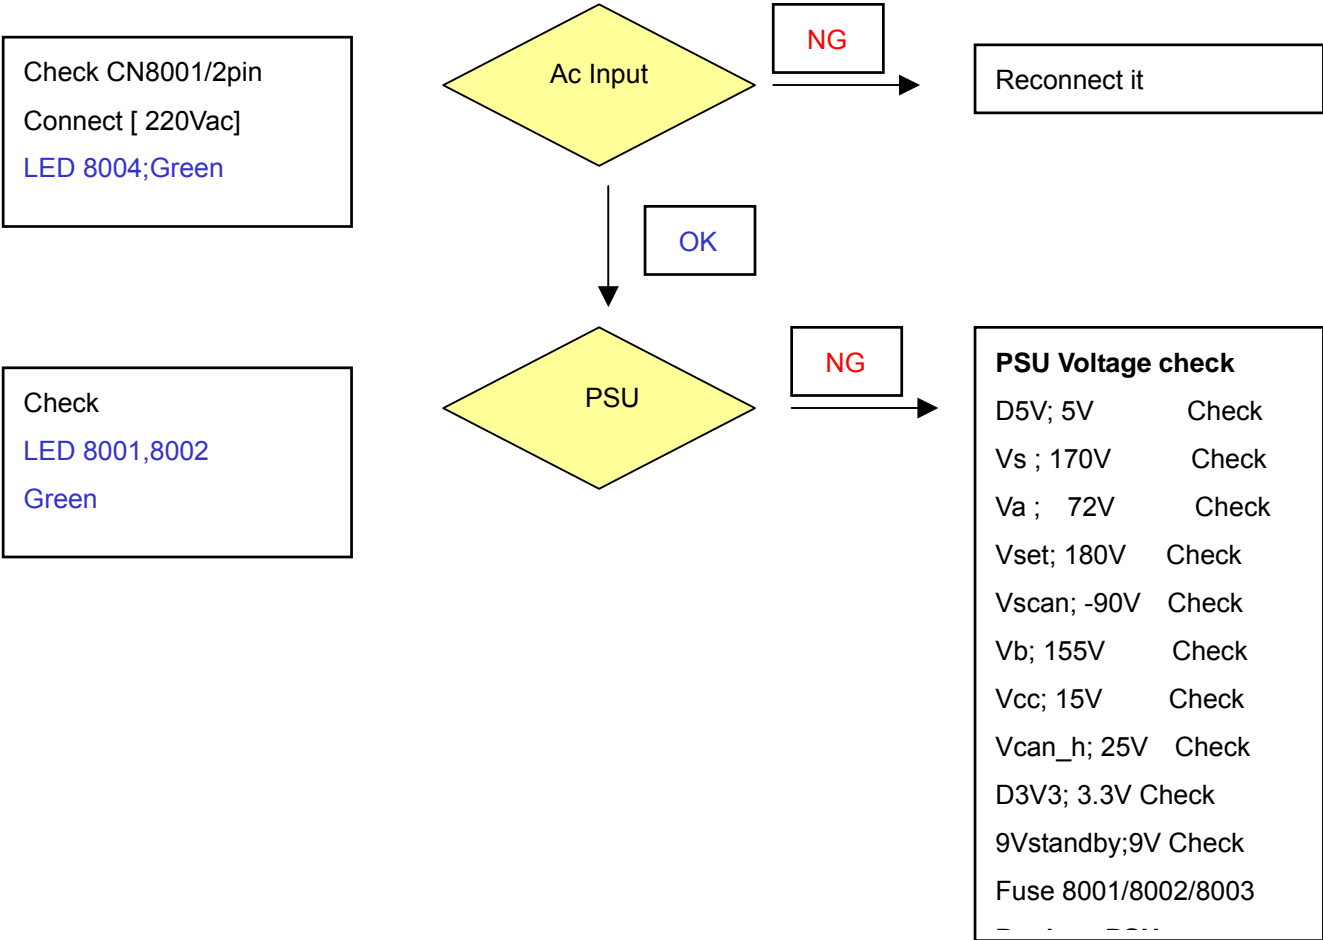 Check CN8001/2pin
Connect [ 220Vac]
LED 8004;Green
Ac Input
NG
Reconnect it
OK
Check
LED 8001,8002
Green
PSU
NG
PSU Voltage check
D5V; 5V Check
Vs ; 170V Check
Va ; 72V Check
Vset; 180V Check
Vscan; -90V Check
Vb; 155V Check
Vcc; 15V Check
Vcan_h; 25V Check
D3V3; 3.3V Check
9Vstandby;9V Check
Fuse 8001/8002/8003